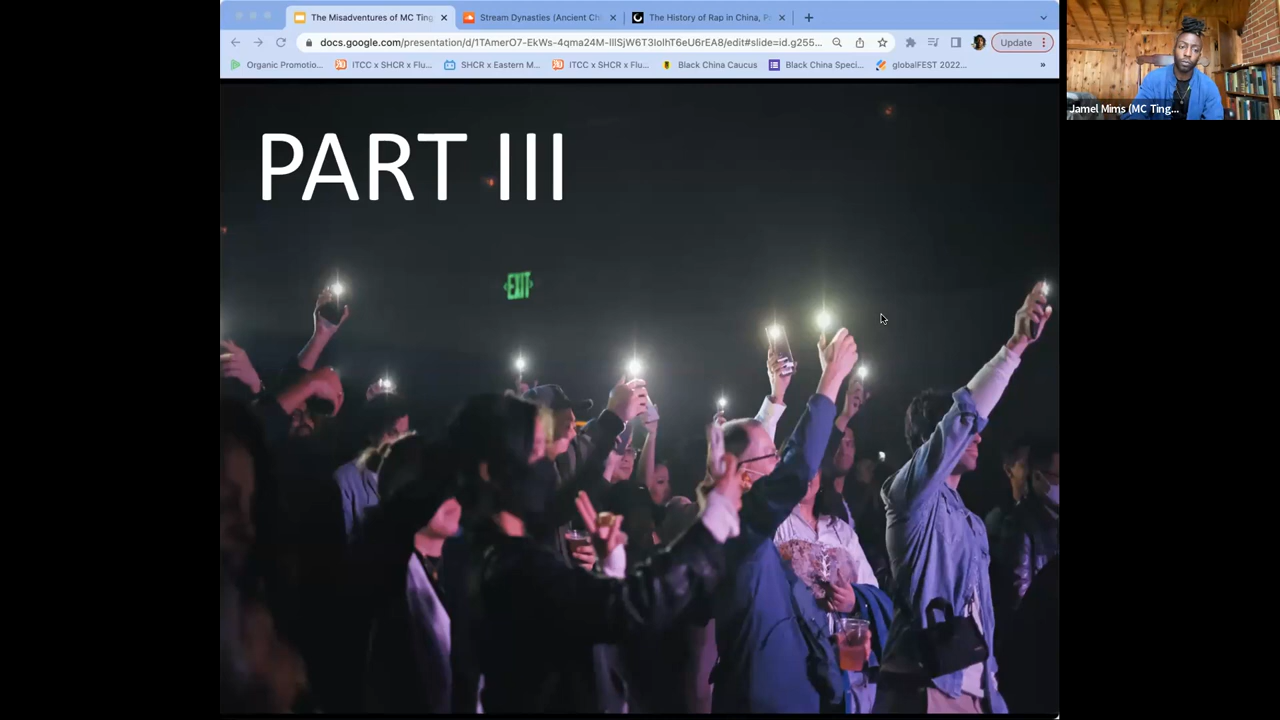 The Misadventures of MC Ting
Stream Dynasties (Ancient Ch
The History of Rap in China, P
docs.google.com/presentation/d/1TAmerO7-EkWs-4qma24M-IlISjW6T3IolhT6eU6rEA8/edit#slide=id.g255...
Update
Organic Promotio...
ITCC x SHCR x Flu...
SHCR x Eastern M...
ITCC x SHCR x Flu...
Black China Caucus
Black China Speci...
globalFEST 2022...
»
Jamel Mims (MC Ting...
PART III
EXIT